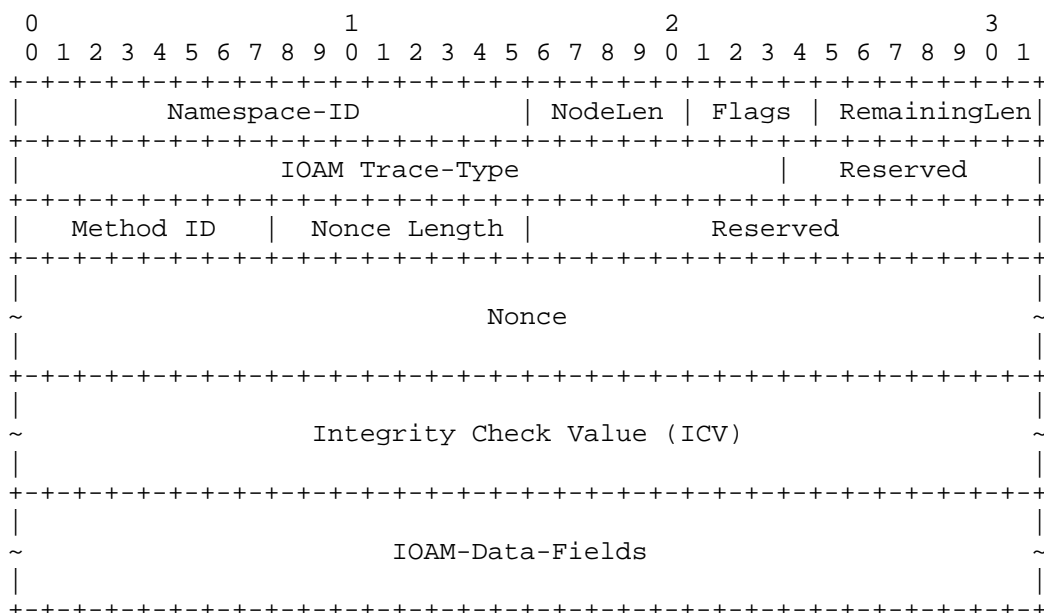 0                   1                   2                   3
 0 1 2 3 4 5 6 7 8 9 0 1 2 3 4 5 6 7 8 9 0 1 2 3 4 5 6 7 8 9 0 1
+-+-+-+-+-+-+-+-+-+-+-+-+-+-+-+-+-+-+-+-+-+-+-+-+-+-+-+-+-+-+-+-+
|         Namespace-ID          | NodeLen | Flags | RemainingLen|
+-+-+-+-+-+-+-+-+-+-+-+-+-+-+-+-+-+-+-+-+-+-+-+-+-+-+-+-+-+-+-+-+
|                IOAM Trace-Type                |   Reserved    |
+-+-+-+-+-+-+-+-+-+-+-+-+-+-+-+-+-+-+-+-+-+-+-+-+-+-+-+-+-+-+-+-+
|   Method ID   |  Nonce Length |           Reserved            |
+-+-+-+-+-+-+-+-+-+-+-+-+-+-+-+-+-+-+-+-+-+-+-+-+-+-+-+-+-+-+-+-+
|                                                               |
~                             Nonce                             ~
|                                                               |
+-+-+-+-+-+-+-+-+-+-+-+-+-+-+-+-+-+-+-+-+-+-+-+-+-+-+-+-+-+-+-+-+
|                                                               |
~                  Integrity Check Value (ICV)                  ~
|                                                               |
+-+-+-+-+-+-+-+-+-+-+-+-+-+-+-+-+-+-+-+-+-+-+-+-+-+-+-+-+-+-+-+-+
|                                                               |
~                       IOAM-Data-Fields                        ~
|                                                               |
+-+-+-+-+-+-+-+-+-+-+-+-+-+-+-+-+-+-+-+-+-+-+-+-+-+-+-+-+-+-+-+-+